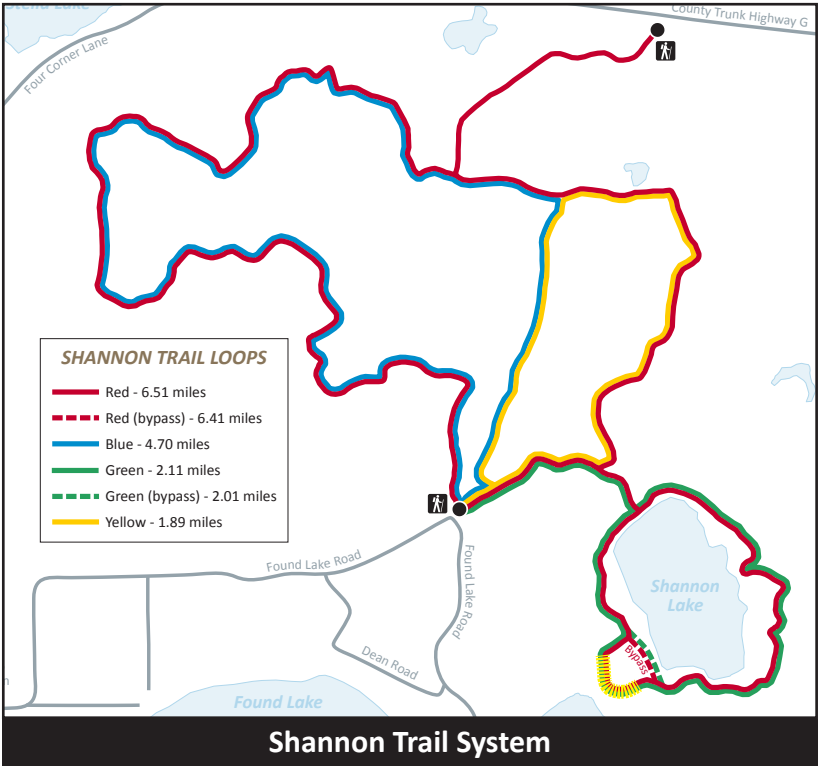 Stella Lake
County Trunk Highway G
Four Corner Lane
SHANNON TRAIL LOOPS
Red - 6.51 miles
Red (bypass) - 6.41 miles
Blue - 4.70 miles
Green - 2.11 miles
Green (bypass) - 2.01 miles
Yellow - 1.89 miles
Found Lake Road
Found Lake Road
Dean Road
Shannon
Lake
Bypass
Found Lake
Shannon Trail System